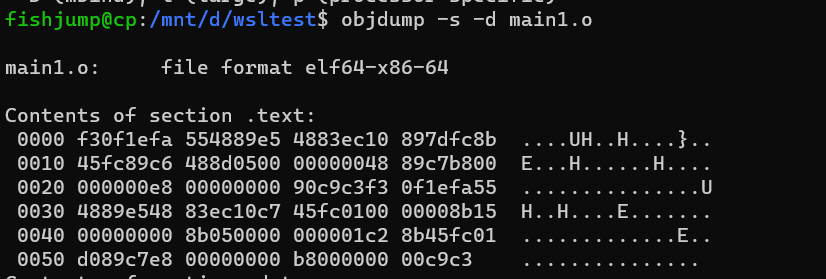 fishjump@cp:/mnt/d/wsltest$ objdump -s -d main1.o
main1.o:     file format elf64-x86-64
Contents of section .text:
 0000 f30f1efa 554889e5 4883ec10 897dfc8b  ....UH..H....}..
 0010 45fc89c6 488d0500 00000048 89c7b800  E...H......H....
 0020 000000e8 00000000 90c9c3f3 0f1efa55  ...............U
 0030 4889e548 83ec10c7 45fc0100 00008b15  H..H....E.......
 0040 00000000 8b050000 000001c2 8b45fc01  .............E..
 0050 d089c7e8 00000000 b8000000 00c9c3    ...............